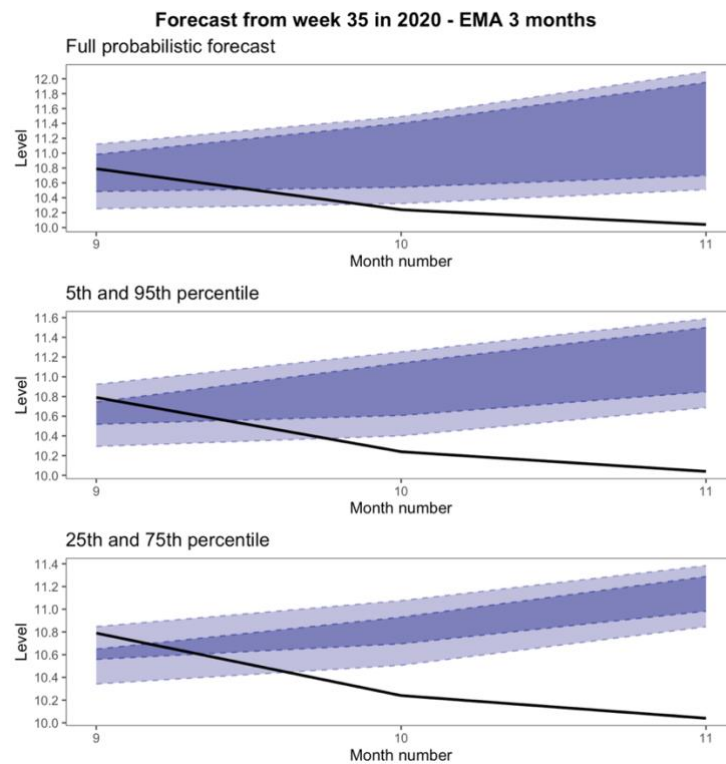 Forecast from week 35 in 2020 - EMA 3 months
Full probabilistic forecast
12.0
11.8
11.6
11.4
11.2
11.0
10.8
10.6
10.4
10.2
10.0
Level
9 10 11
Month number
5th and 95th percentile
11.6
11.4
11.2
11.0
10.8
10.6
10.4
10.2
10.0
Level
9 10 11
Month number
25th and 75th percentile
11.4
11.2
11.0
10.8
10.6
10.4
10.2
10.0
Level
9 10 11
Month number